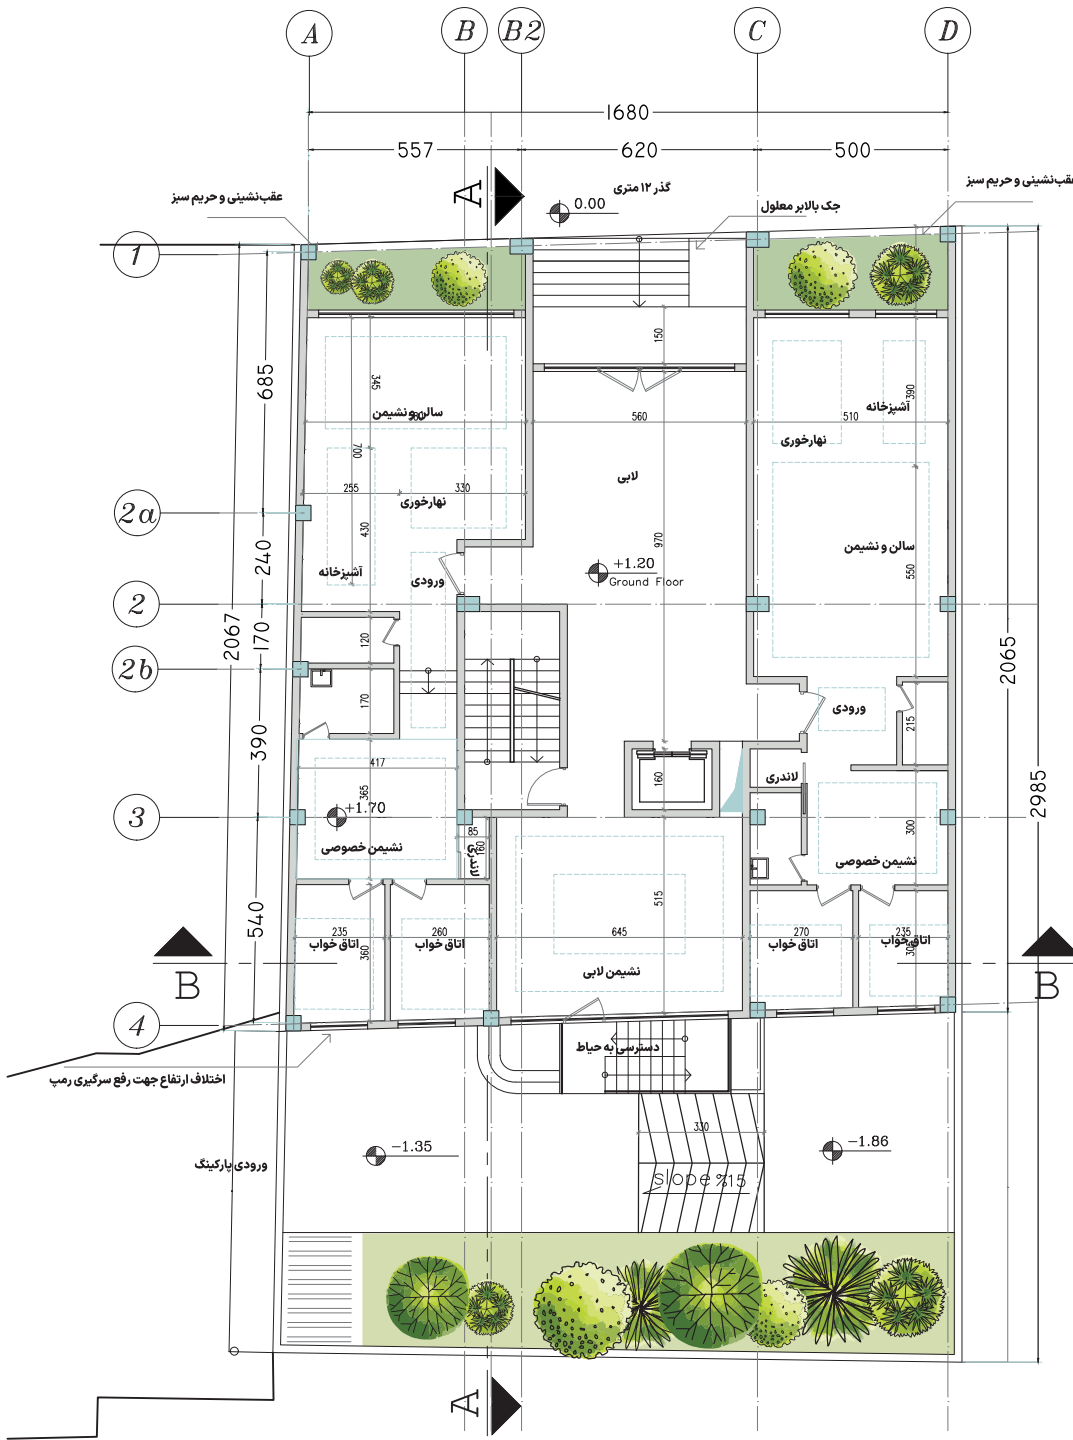 A B B2 C D
1680
557 620 500
A
گذر ۱۲ متری
0.00
عقب‌نشینی و حریم سبز
جک بالابر معلول
عقب‌نشینی و حریم سبز
1
150
345
685
390
آشپزخانه
سالن و نشیمن
560
510
نهارخوری
700
لابی
255
330
نهارخوری
2a
430
970
سالن و نشیمن
240
آشپزخانه
ورودی
+1.20
Ground Floor
550
2
2067
170
120
2065
2b
170
ورودی
215
390
417
365
160
لاندری
2985
3
+1.70
85
160
لاندری
300
نشیمن خصوصی
نشیمن خصوصی
515
540
235
260
645
270
235
اتاق خواب
اتاق خواب
اتاق خواب
اتاق خواب
360
نشیمن لابی
B
B
4
دسترسی به حیاط
اختلاف ارتفاع جهت رفع سرگیری رمپ
-1.35
330
-1.86
ورودی پارکینگ
slope %15
A